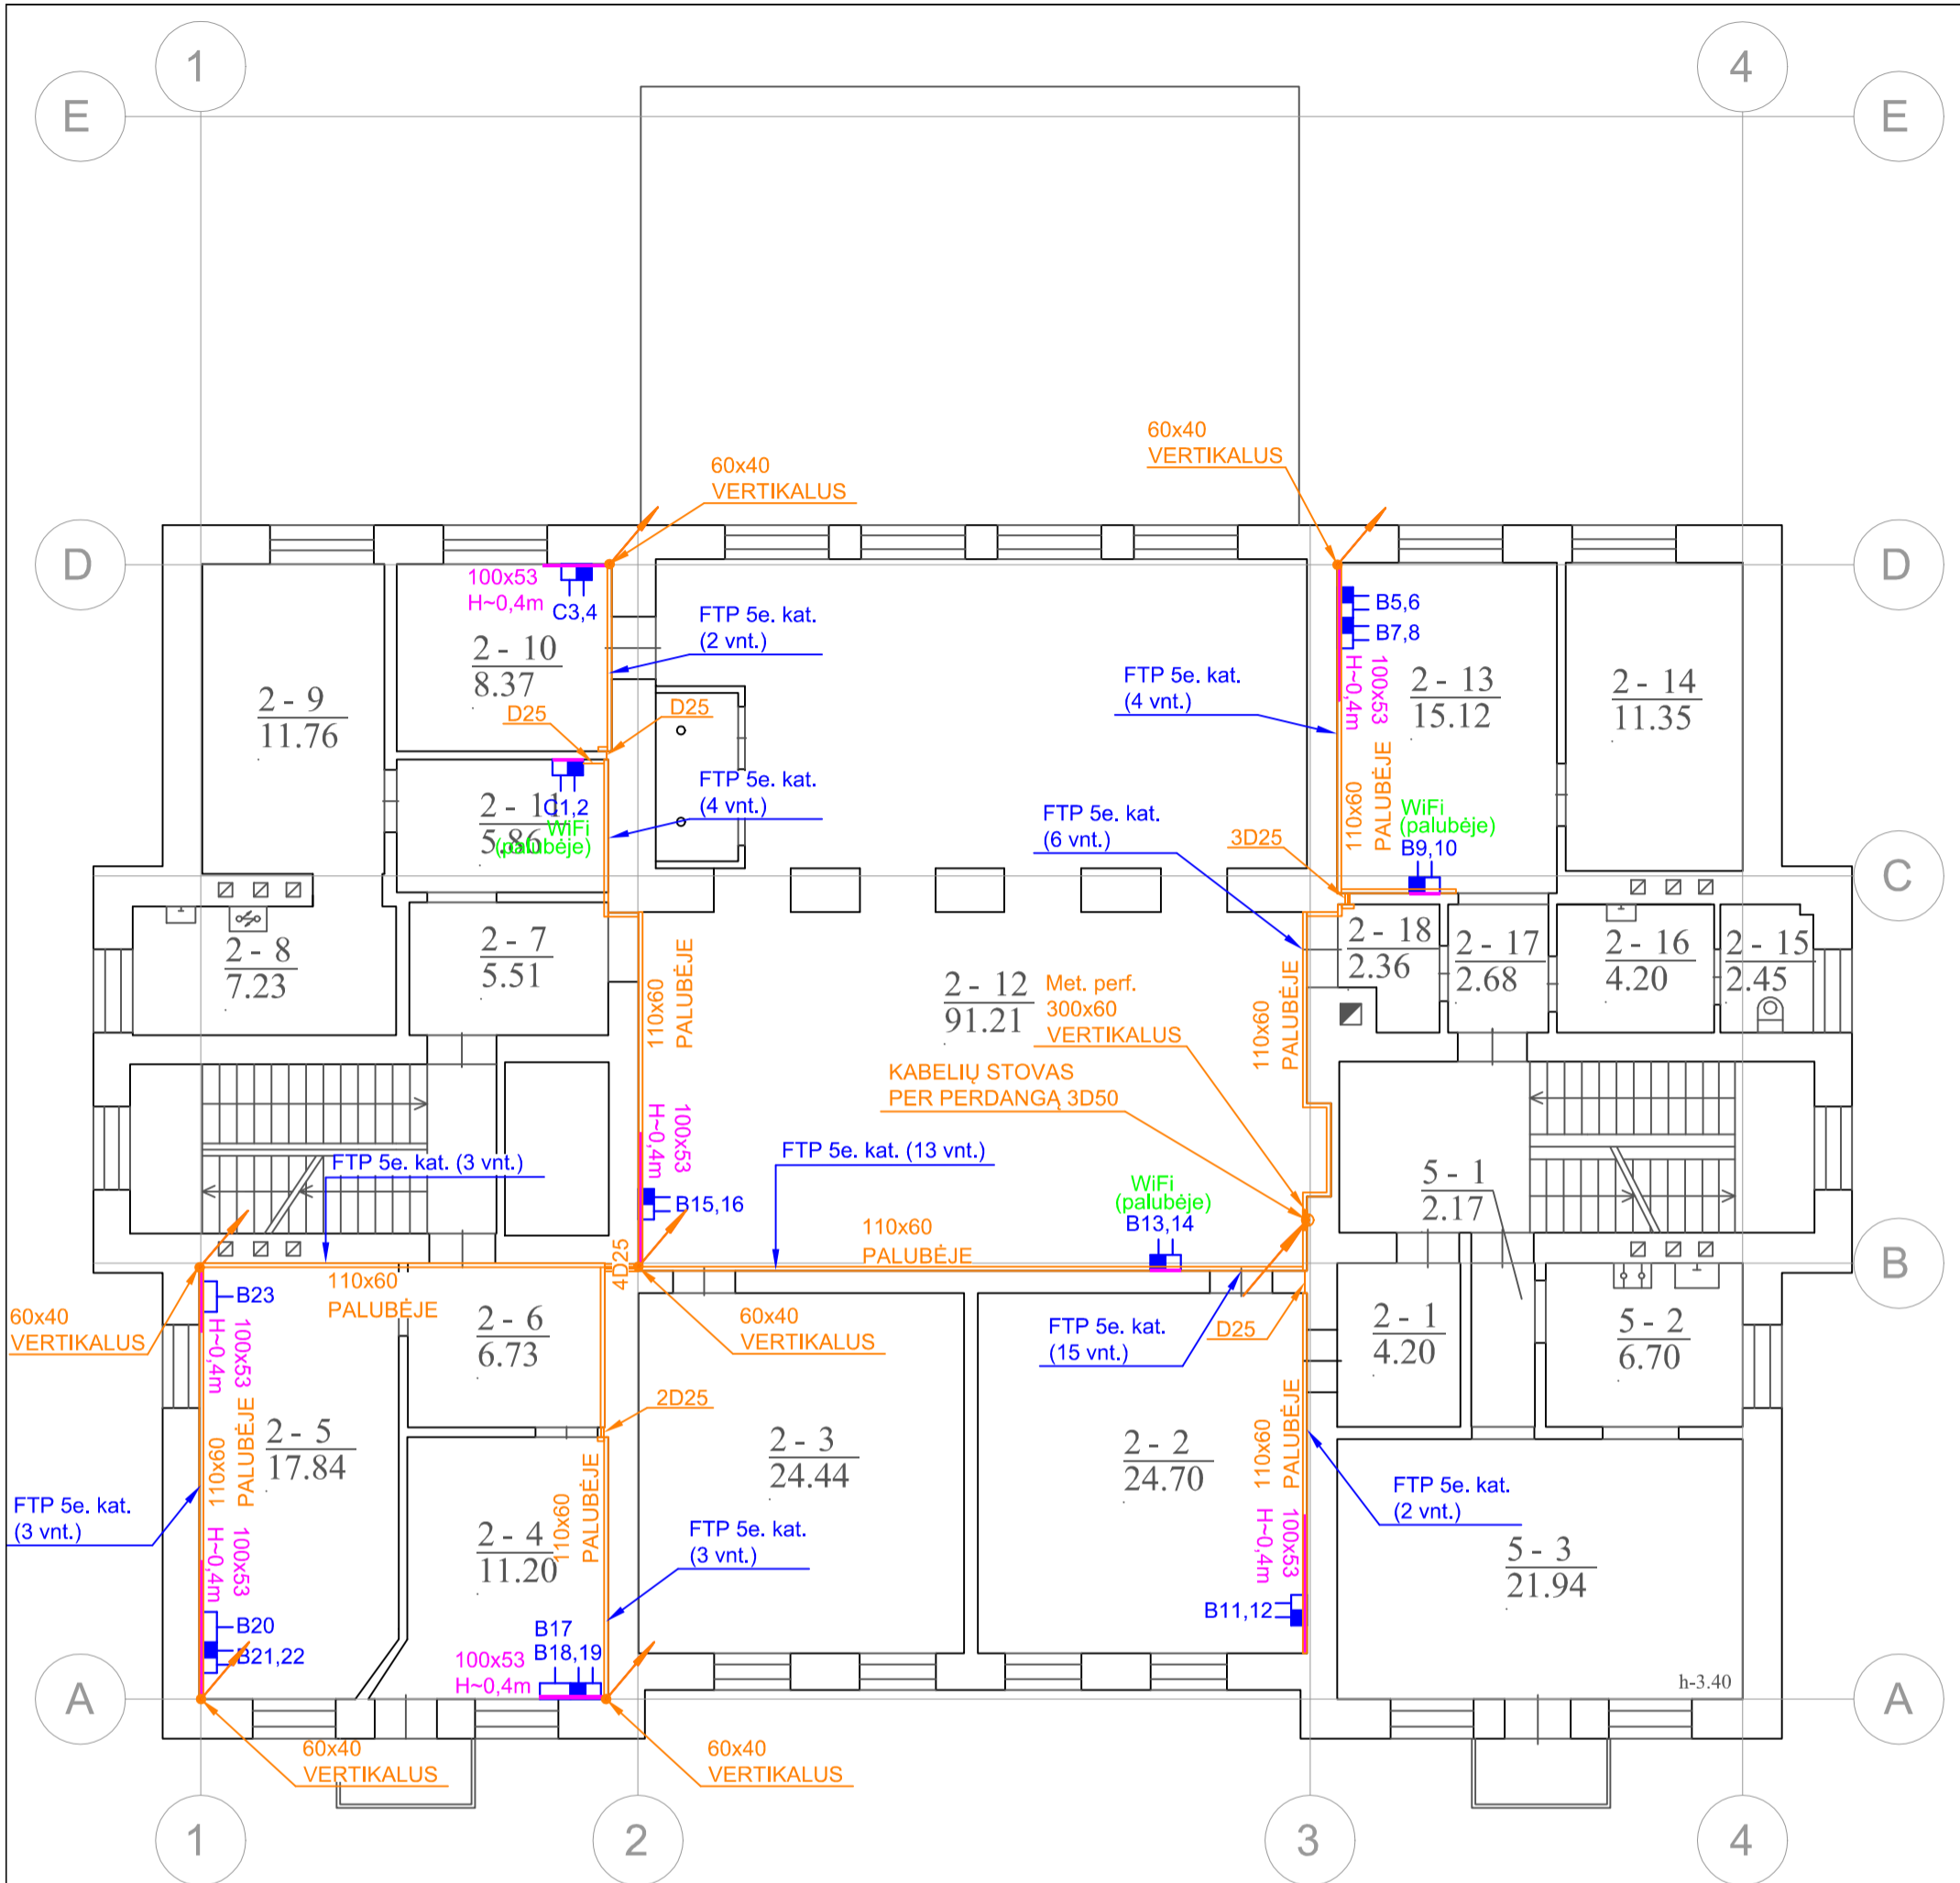 1
4
E
E
60x40
VERTIKALUS
60x40
VERTIKALUS
D
D
100x53
H~0,4m
C3,4
FTP 5e. kat.
(2 vnt.)
B5,6
B7,8
2 - 10
8.37
2 - 9
11.76
D25
D25
FTP 5e. kat.
(4 vnt.)
100x53
H~0,4m
2 - 13
15.12
2 - 14
11.35
FTP 5e. kat.
(4 vnt.)
2 - 11
5.86
C1,2
WiFi
(palubėje)
FTP 5e. kat.
(6 vnt.)
3D25
110x60
PALUBĖJE
WiFi
(palubėje)
B9,10
C
2 - 8
7.23
2 - 7
5.51
110x60
PALUBĖJE
2 - 12
91.21
Met. perf.
300x60
VERTIKALUS
110x60
PALUBĖJE
2 - 18
2.36
2 - 17
2.68
2 - 16
4.20
2 - 15
2.45
KABELIŲ STOVAS
PER PERDANGĄ 3D50
100x53
H~0,4m
FTP 5e. kat. (3 vnt.)
FTP 5e. kat. (13 vnt.)
B15,16
WiFi
(palubėje)
B13,14
5 - 1
2.17
110x60
PALUBĖJE
4D25
B
B23
110x60
PALUBĖJE
60x40
VERTIKALUS
100x53
H~0,4m
2 - 6
6.73
60x40
VERTIKALUS
FTP 5e. kat.
(15 vnt.)
D25
2 - 1
4.20
5 - 2
6.70
2D25
110x60
PALUBĖJE
2 - 5
17.84
2 - 3
24.44
2 - 2
24.70
110x60
PALUBĖJE
FTP 5e. kat.
(3 vnt.)
100x53
H~0,4m
2 - 4
11.20
110x60
PALUBĖJE
FTP 5e. kat.
(3 vnt.)
100x53
H~0,4m
FTP 5e. kat.
(2 vnt.)
5 - 3
21.94
B11,12
B20
B21,22
B17
B18,19
100x53
H~0,4m
h-3.40
A
A
60x40
VERTIKALUS
60x40
VERTIKALUS
1
2
3
4